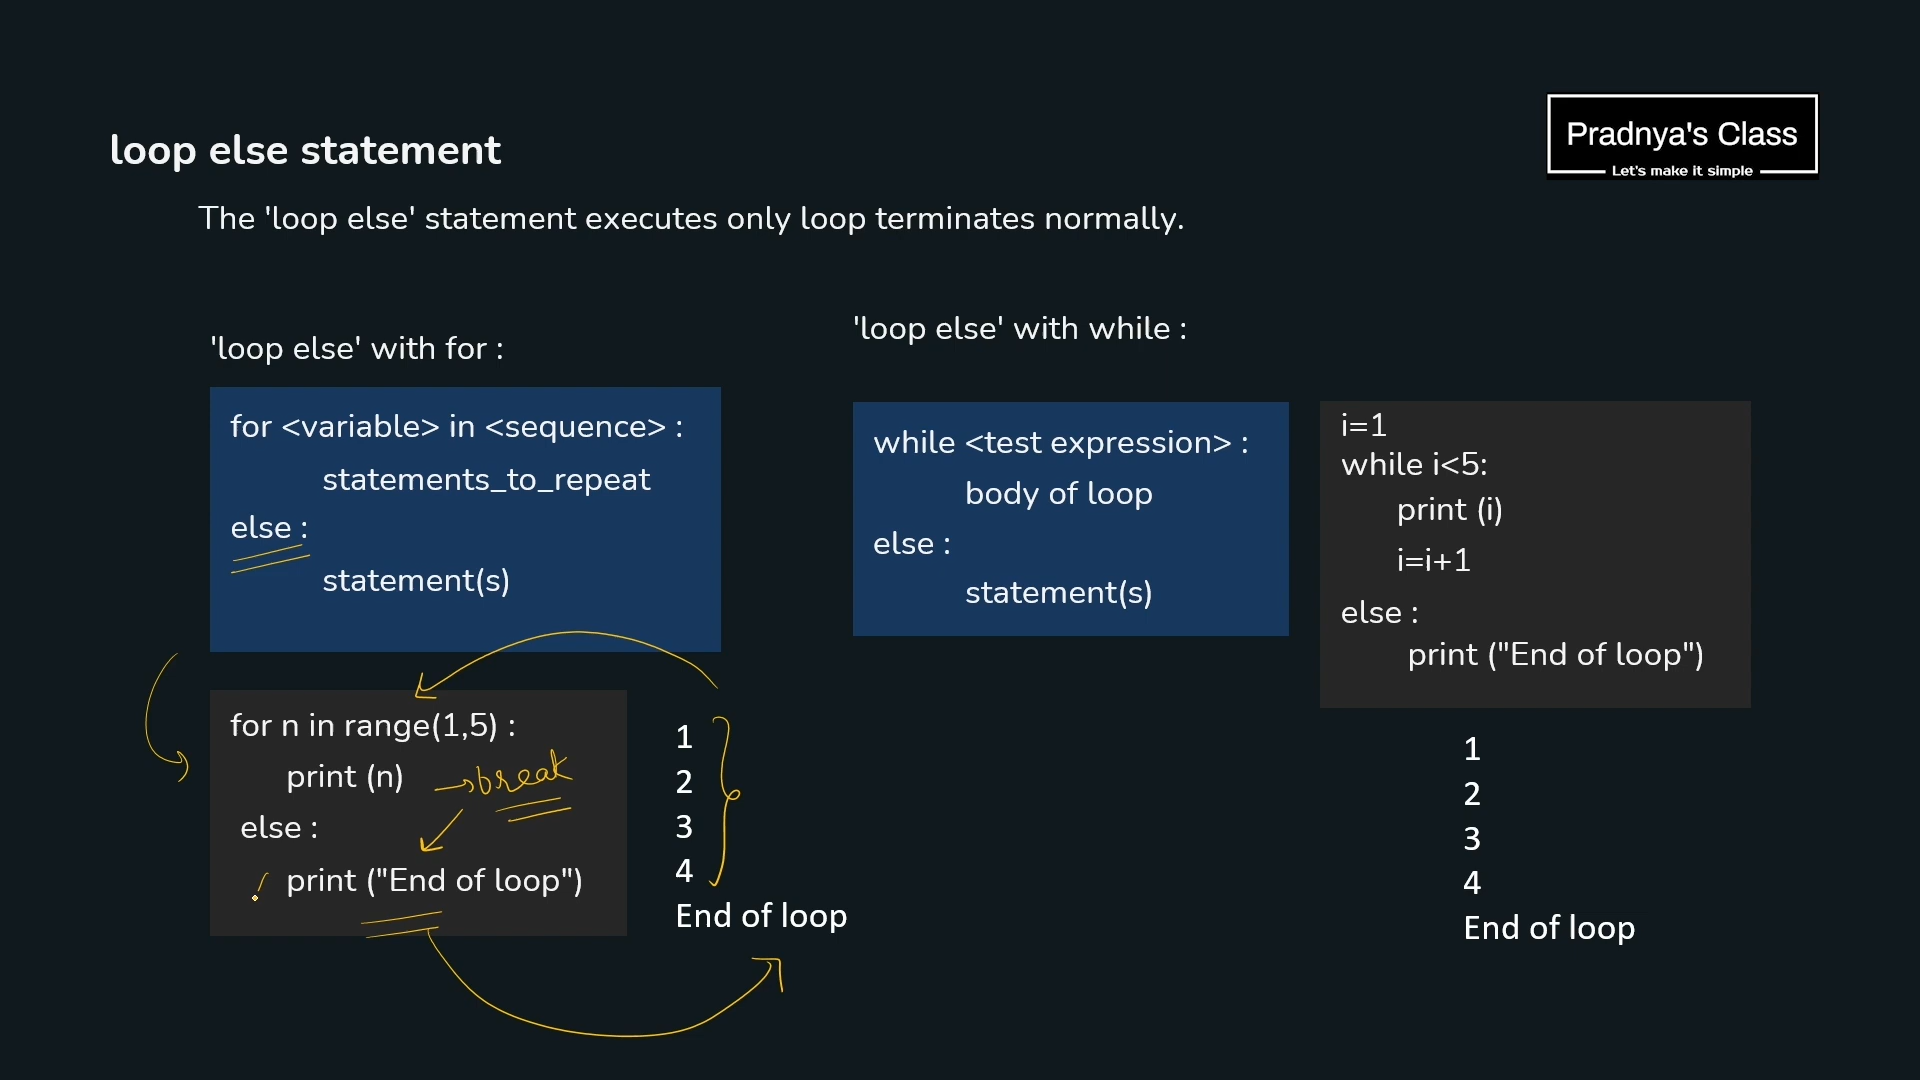 Pradnya's Class
Let's make it simple
loop else statement
The 'loop else' statement executes only loop terminates normally.
'loop else' with for :
for <variable> in <sequence> :
statements_to_repeat
else :
statement(s)
for n in range(1,5) :
print (n)
break
else :
print ("End of loop")
1
2
3
4
End of loop
'loop else' with while :
while <test expression> :
body of loop
else :
statement(s)
i=1
while i<5:
print (i)
i=i+1
else :
print ("End of loop")
1
2
3
4
End of loop